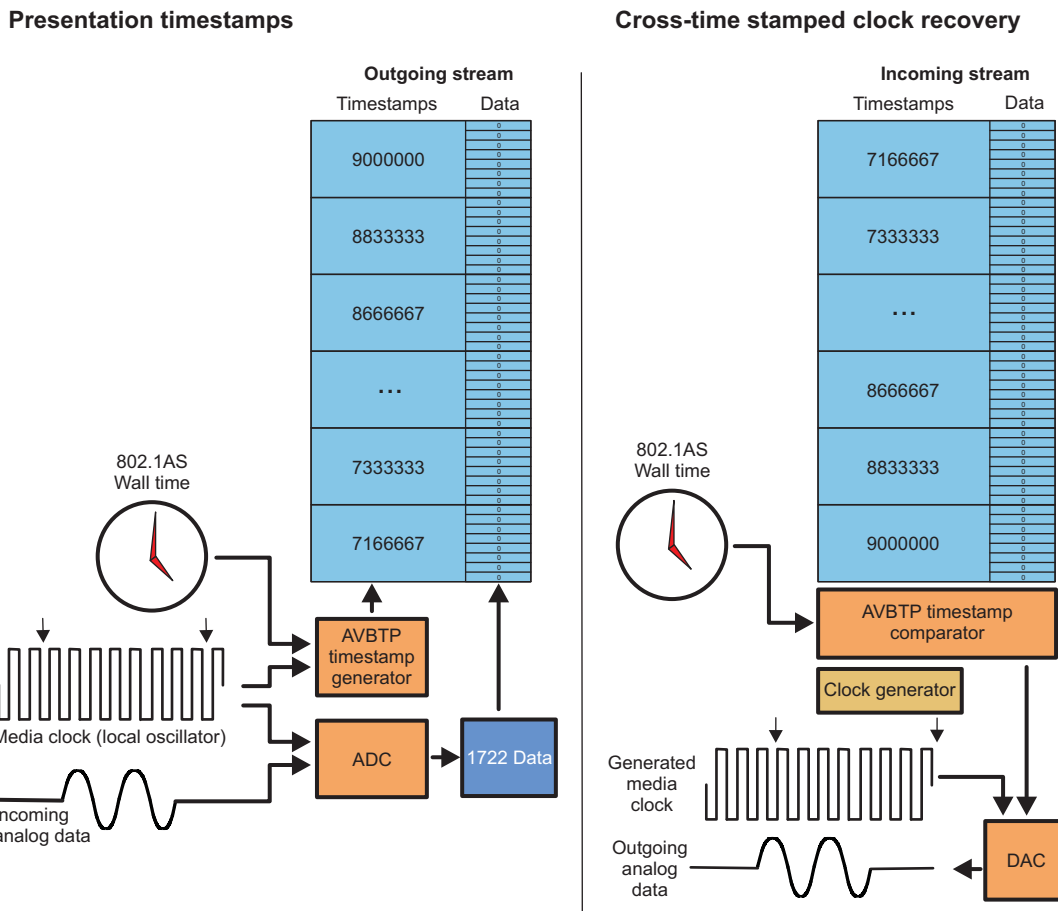 Presentation timestamps
Outgoing stream
Timestamps Data
9000000
8833333
8666667
...
7333333
7166667
802.1AS
Wall time
AVBTP
timestamp
generator
Media clock (local oscillator)
ADC
1722 Data
ncoming
analog data
Cross-time stamped clock recovery
Incoming stream
Timestamps Data
7166667
7333333
...
8666667
8833333
9000000
802.1AS
Wall time
AVBTP timestamp
comparator
Clock generator
Generated
media
clock
Outgoing
analog
data
DAC